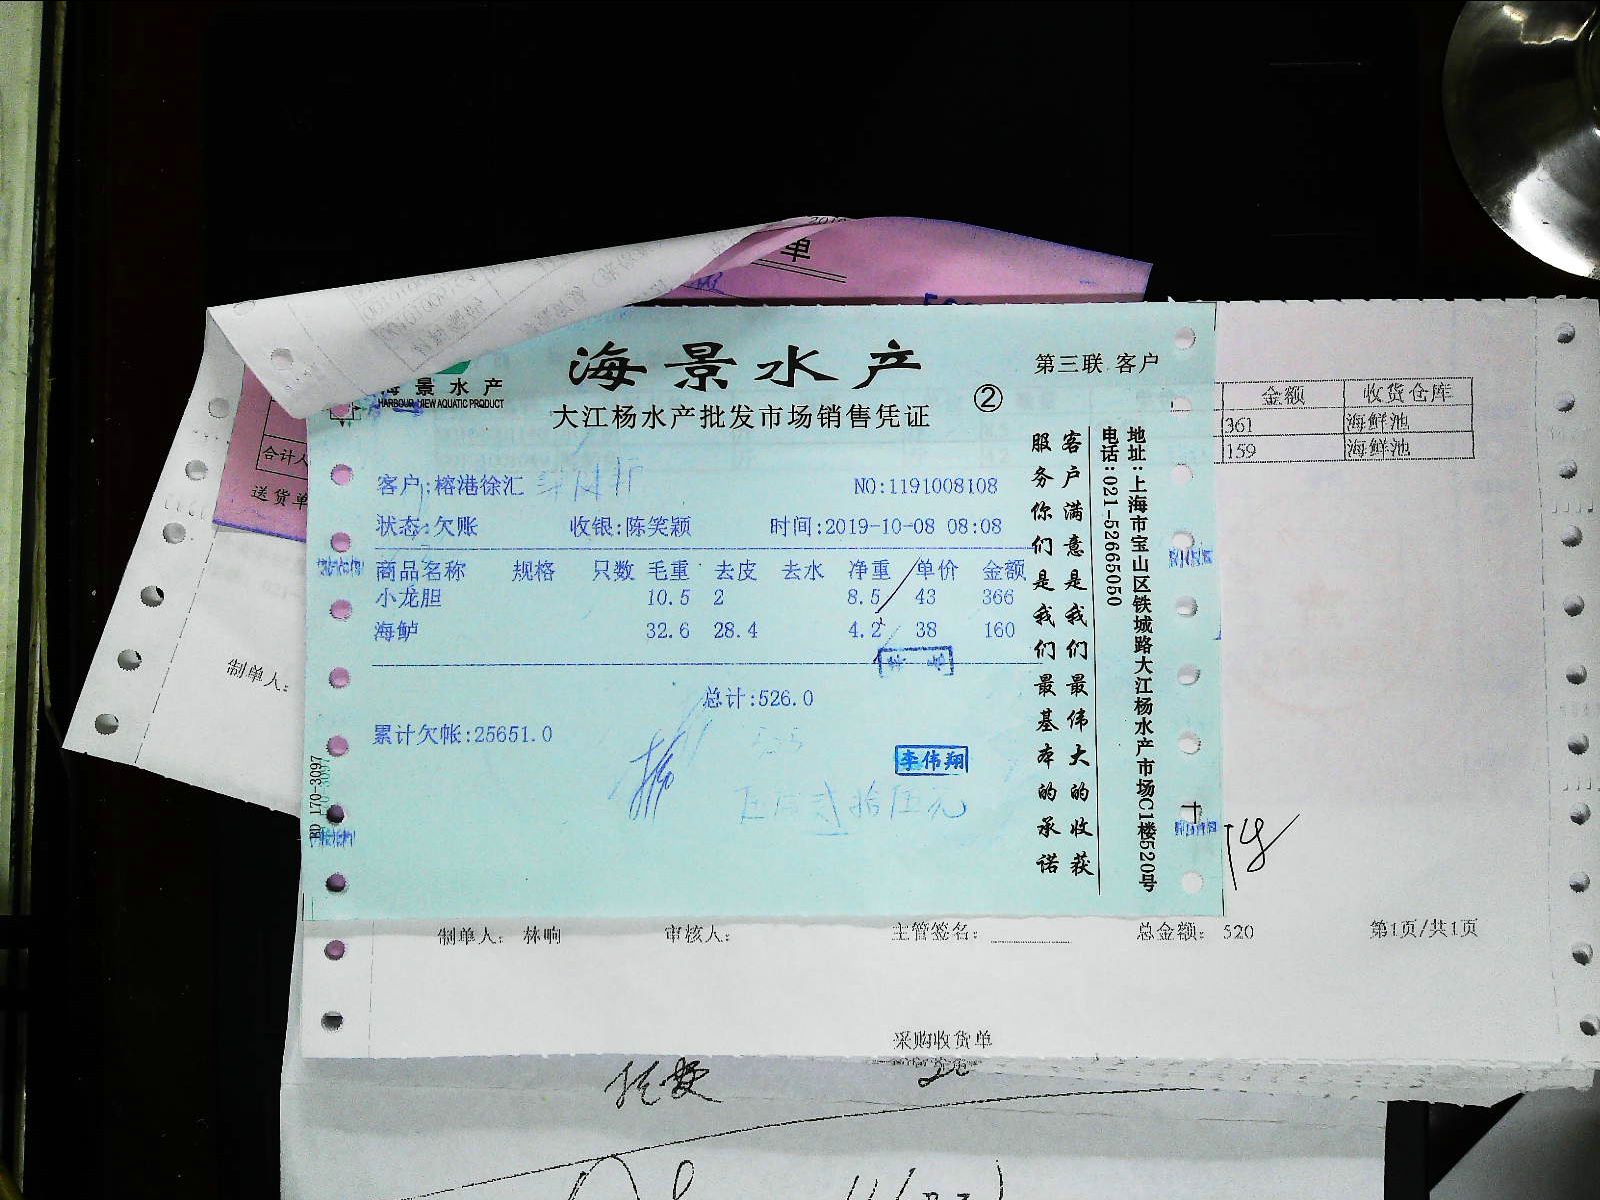 单
海景水产
HARBOUR VIEW AQUATIC PRODUCT
海景水产
大江杨水产批发市场销售凭证
②
第三联 客户
客户:榕港徐汇
NO:1191008108
状态:欠账 收银:陈笑颖 时间:2019-10-08 08:08
商品名称 规格 只数 毛重 去皮 去水 净重 单价 金额
小龙胆 10.5 2 8.5 43 366
海鲈 32.6 28.4 4.2 38 160
总计:526.0
累计欠帐:25651.0
李伟翔
伍佰贰拾伍元
客户满意是我们最伟大的收获
服务你们是我们最基本的承诺
地址:上海市宝山区铁城路大江杨水产市场C1楼520号
电话:021-52665050
BD 170-3097
金额 收货仓库
361 海鲜池
159 海鲜池
合计人
送货单
制单人:
制单人: 林响 审核人: 主管签名: 总金额: 520 第1页/共1页
采购收货单